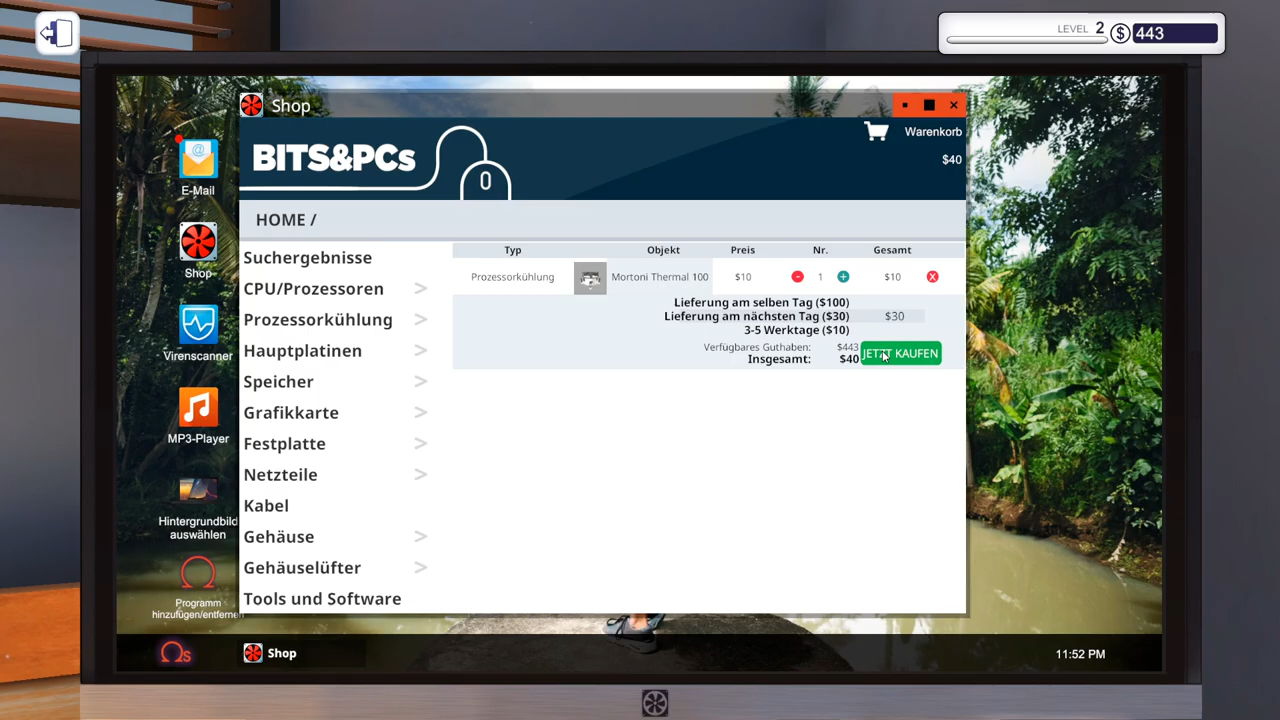 LEVEL 2 $ 443
Shop
Warenkorb
BITS&PCs
$40
HOME /
E-Mail
Shop
Virenscanner
MP3-Player
Hintergrundbild
auswählen
Programm
hinzufügen/entfernen
Suchergebnisse
CPU/Prozessoren >
Prozessorkühlung >
Hauptplatinen >
Speicher >
Grafikkarte >
Festplatte >
Netzteile >
Kabel
Gehäuse >
Gehäuselüfter >
Tools und Software
Typ Objekt Preis Nr. Gesamt
Prozessorkühlung Mortoni Thermal 100 $10 - 1 + $10 X
Lieferung am selben Tag ($100)
Lieferung am nächsten Tag ($30) $30
3-5 Werktage ($10)
Verfügbares Guthaben: $443
Insgesamt: $40
JETZT KAUFEN
Ωs Shop 11:52 PM